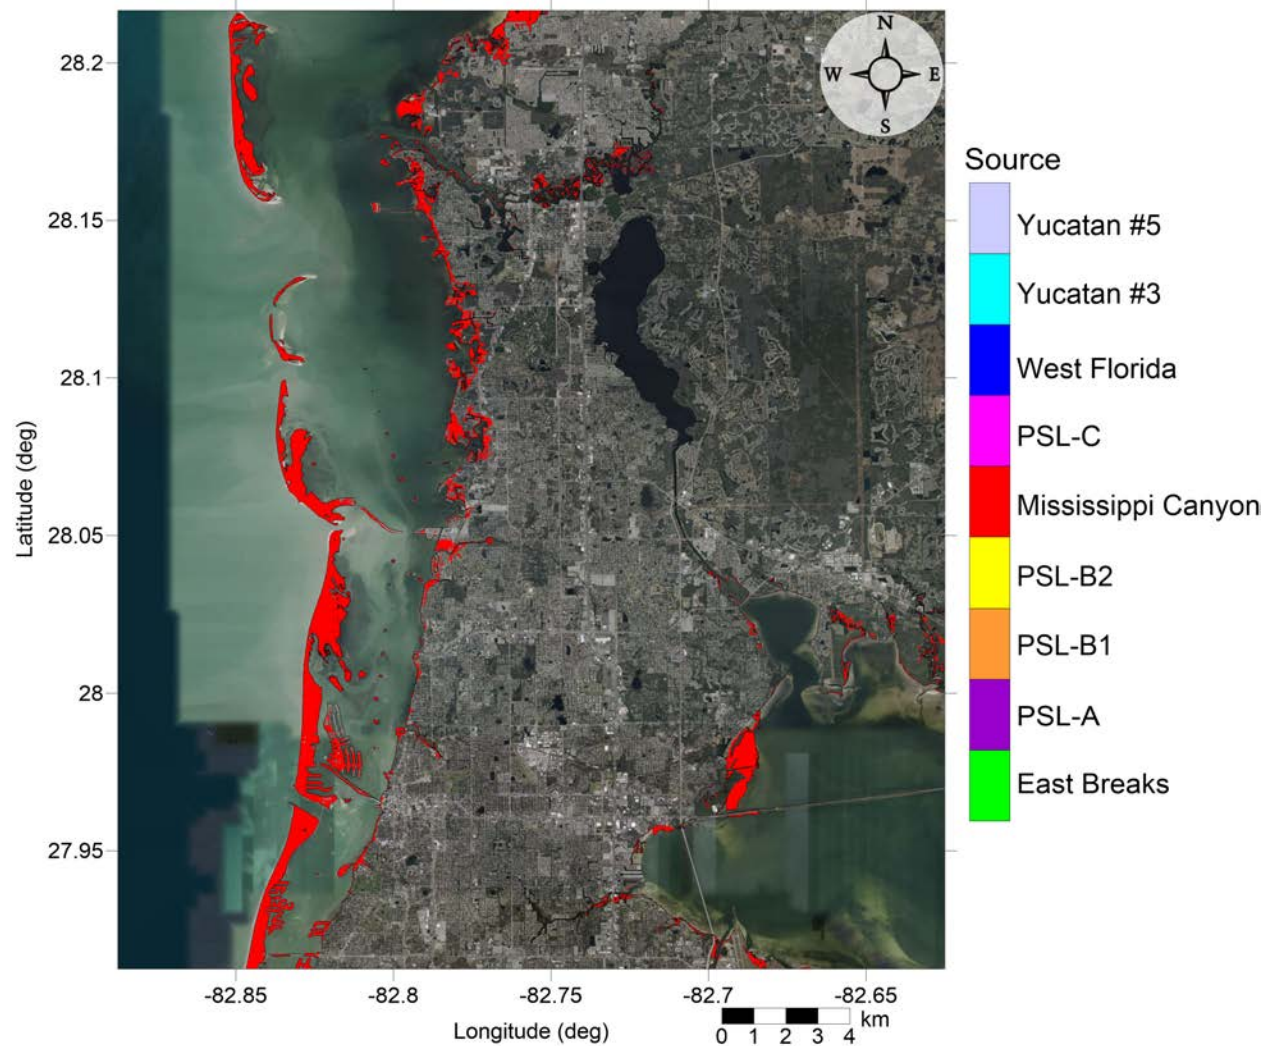 N
W E
S
Source
Yucatan #5
Yucatan #3
West Florida
PSL-C
Mississippi Canyon
PSL-B2
PSL-B1
PSL-A
East Breaks
Latitude (deg)
28.2
28.15
28.1
28.05
28
27.95
-82.85 -82.8 -82.75 -82.7 -82.65
Longitude (deg)
0 1 2 3 4 km